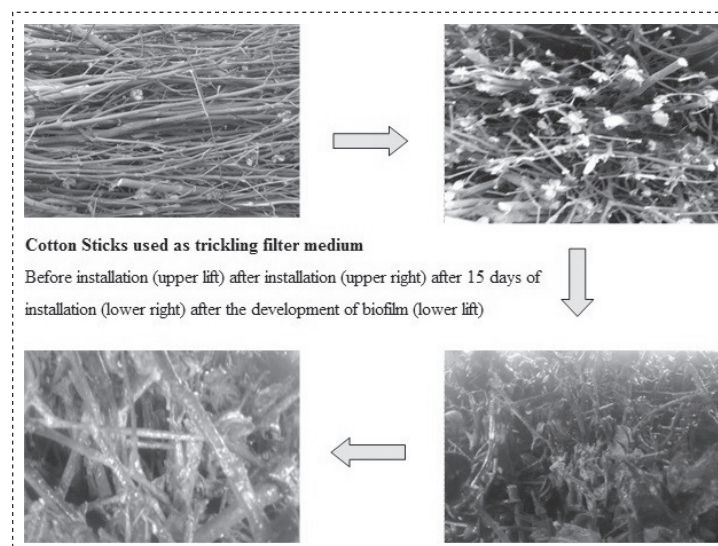 Cotton Sticks used as trickling filter medium
Before installation (upper lift) after installation (upper right) after 15 days of
installation (lower right) after the development of biofilm (lower lift)